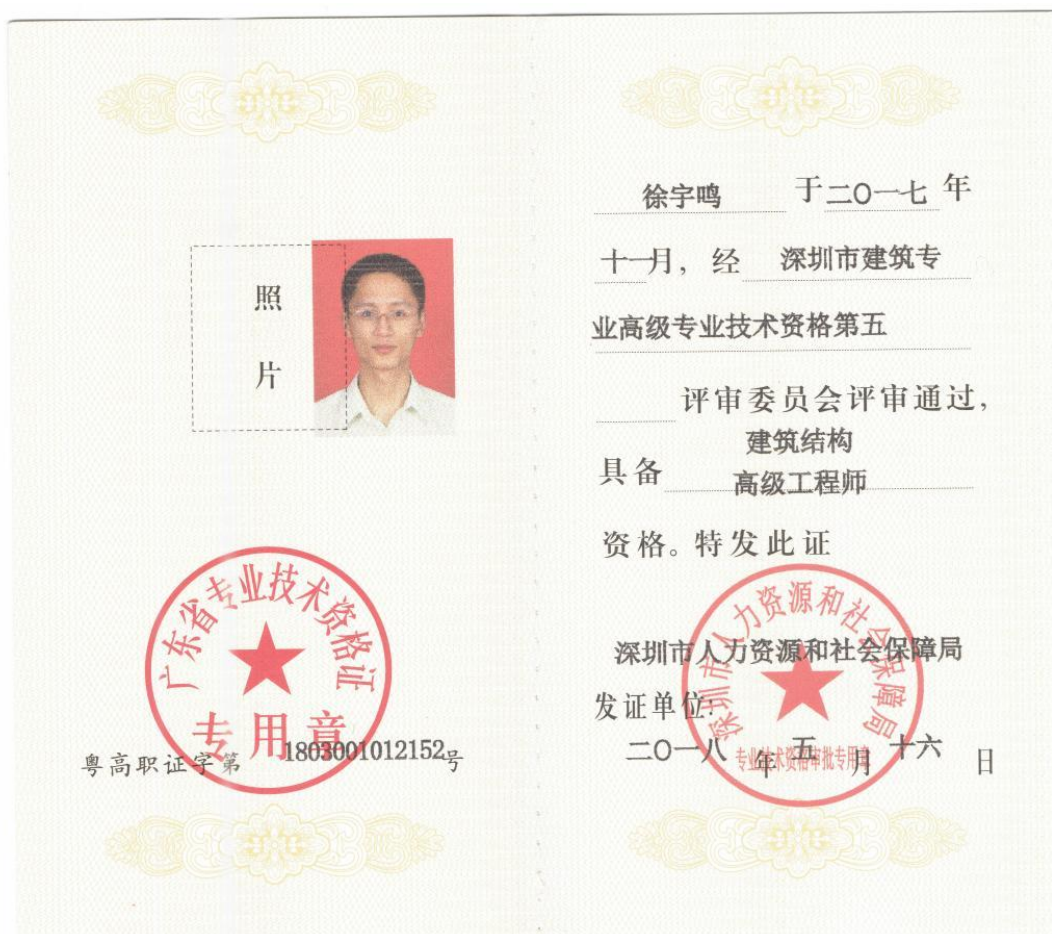 照
片
广东省专业技术资格证
专用章
粤高职证字第1803001012152号
徐宇鸣 于二〇一七年
十一月，经 深圳市建筑专
业高级专业技术资格第五
评审委员会评审通过，
建筑结构
具备 高级工程师
资格。特发此证
深圳市人力资源和社会保障局
深圳市人力资源和社会保障局
发证单位:
二〇一八年五月十六日
专业技术资格审批专用章